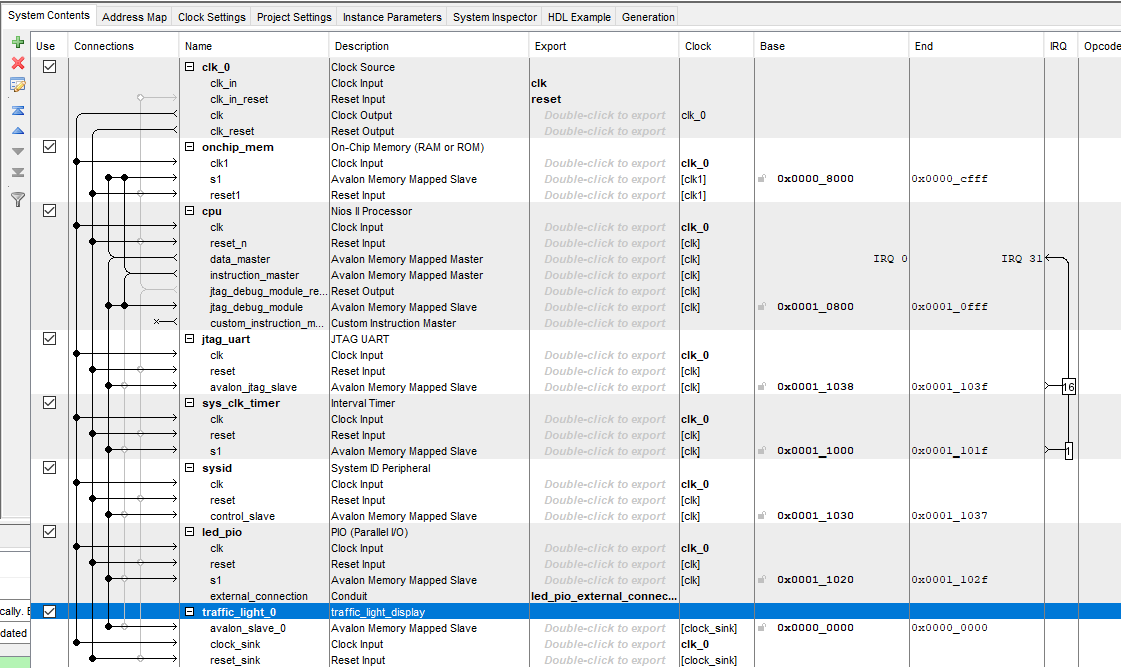 System Contents Address Map Clock Settings Project Settings Instance Parameters System Inspector HDL Example Generation
Use Connections Name Description Export Clock Base End IRQ Opcode
clk_0 Clock Source
clk_in Clock Input clk
clk_in_reset Reset Input reset
clk Clock Output Double-click to export clk_0
clk_reset Reset Output Double-click to export
onchip_mem On-Chip Memory (RAM or ROM)
clk1 Clock Input Double-click to export clk_0
s1 Avalon Memory Mapped Slave Double-click to export [clk1] 0x0000_8000 0x0000_cfff
reset1 Reset Input Double-click to export [clk1]
cpu Nios II Processor
clk Clock Input Double-click to export clk_0
reset_n Reset Input Double-click to export [clk]
data_master Avalon Memory Mapped Master Double-click to export [clk] IRQ 0 IRQ 31
instruction_master Avalon Memory Mapped Master Double-click to export [clk]
jtag_debug_module_re... Reset Output Double-click to export [clk]
jtag_debug_module Avalon Memory Mapped Slave Double-click to export [clk] 0x0001_0800 0x0001_0fff
custom_instruction_m... Custom Instruction Master Double-click to export
jtag_uart JTAG UART
clk Clock Input Double-click to export clk_0
reset Reset Input Double-click to export [clk]
avalon_jtag_slave Avalon Memory Mapped Slave Double-click to export [clk] 0x0001_1038 0x0001_103f 16
sys_clk_timer Interval Timer
clk Clock Input Double-click to export clk_0
reset Reset Input Double-click to export [clk]
s1 Avalon Memory Mapped Slave Double-click to export [clk] 0x0001_1000 0x0001_101f 1
sysid System ID Peripheral
clk Clock Input Double-click to export clk_0
reset Reset Input Double-click to export [clk]
control_slave Avalon Memory Mapped Slave Double-click to export [clk] 0x0001_1030 0x0001_1037
led_pio PIO (Parallel I/O)
clk Clock Input Double-click to export clk_0
reset Reset Input Double-click to export [clk]
s1 Avalon Memory Mapped Slave Double-click to export [clk] 0x0001_1020 0x0001_102f
external_connection Conduit led_pio_external_connec...
cally. traffic_light_0 traffic_light_display
dated avalon_slave_0 Avalon Memory Mapped Slave Double-click to export [clock_sink] 0x0000_0000 0x0000_0000
clock_sink Clock Input Double-click to export clk_0
reset_sink Reset Input Double-click to export [clock_sink]